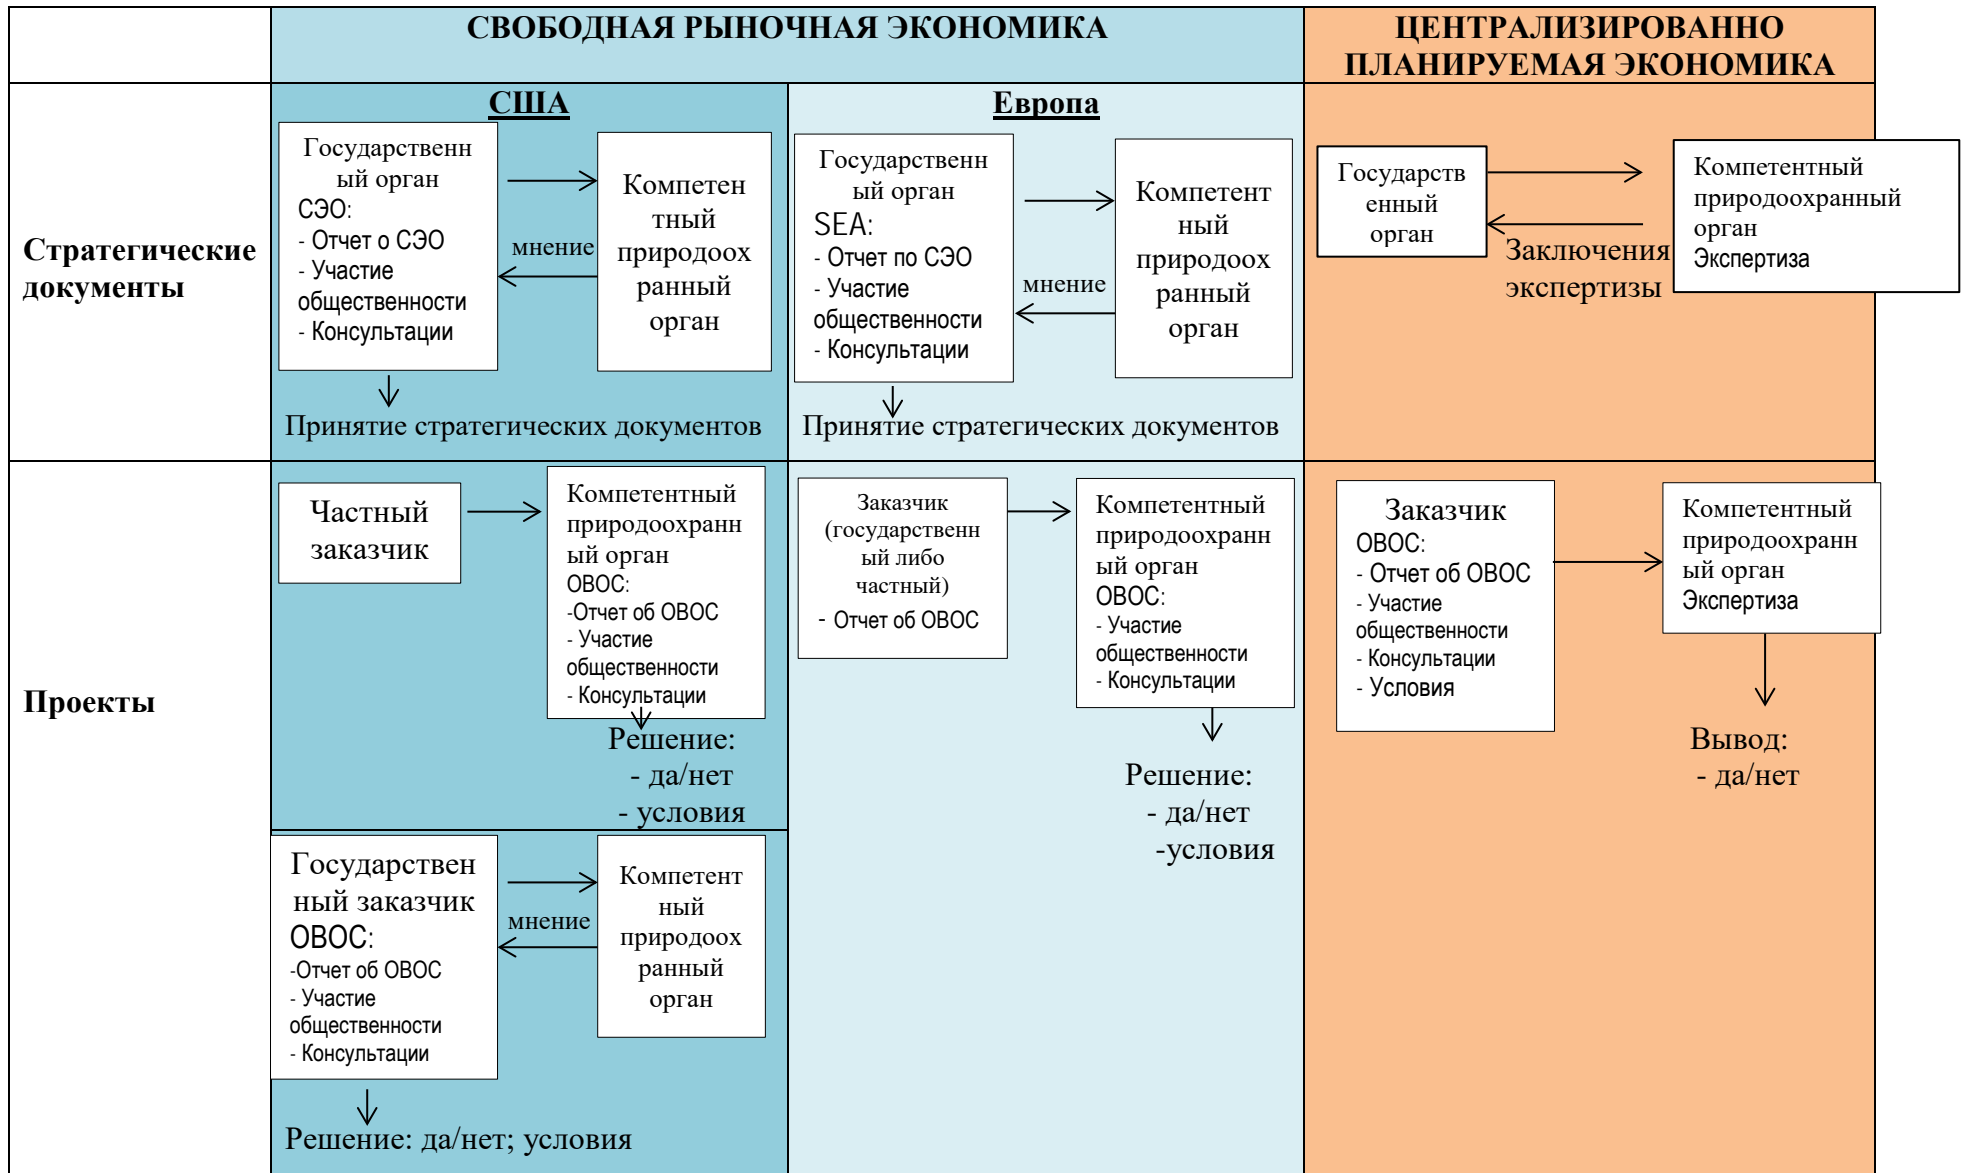 СВОБОДНАЯ РЫНОЧНАЯ ЭКОНОМИКА
ЦЕНТРАЛИЗИРОВАННО
ПЛАНИРУЕМАЯ ЭКОНОМИКА
Стратегические
документы
США
Государственн
ый орган
СЭО:
- Отчет о СЭО
- Участие
общественности
- Консультации
мнение
Компетен
тный
природоох
ранный
орган
Принятие стратегических документов
Европа
Государственн
ый орган
SEA:
- Отчет по СЭО
- Участие
общественности
- Консультации
мнение
Компетент
ный
природоох
ранный
орган
Принятие стратегических документов
Государств
енный
орган
Заключения
экспертизы
Компетентный
природоохранный
орган
Экспертиза
Проекты
Частный
заказчик
Компетентный
природоохранн
ый орган
ОВОС:
-Отчет об ОВОС
- Участие
общественности
- Консультации
Решение:
- да/нет
- условия
Государствен
ный заказчик
ОВОС:
-Отчет об ОВОС
- Участие
общественности
- Консультации
мнение
Компетент
ный
природоох
ранный
орган
Решение: да/нет; условия
Заказчик
(государственн
ый либо
частный)
- Отчет об ОВОС
Компетентный
природоохранн
ый орган
ОВОС:
- Участие
общественности
- Консультации
Решение:
- да/нет
-условия
Заказчик
ОВОС:
- Отчет об ОВОС
- Участие
общественности
- Консультации
- Условия
Компетентный
природоохранн
ый орган
Экспертиза
Вывод:
- да/нет